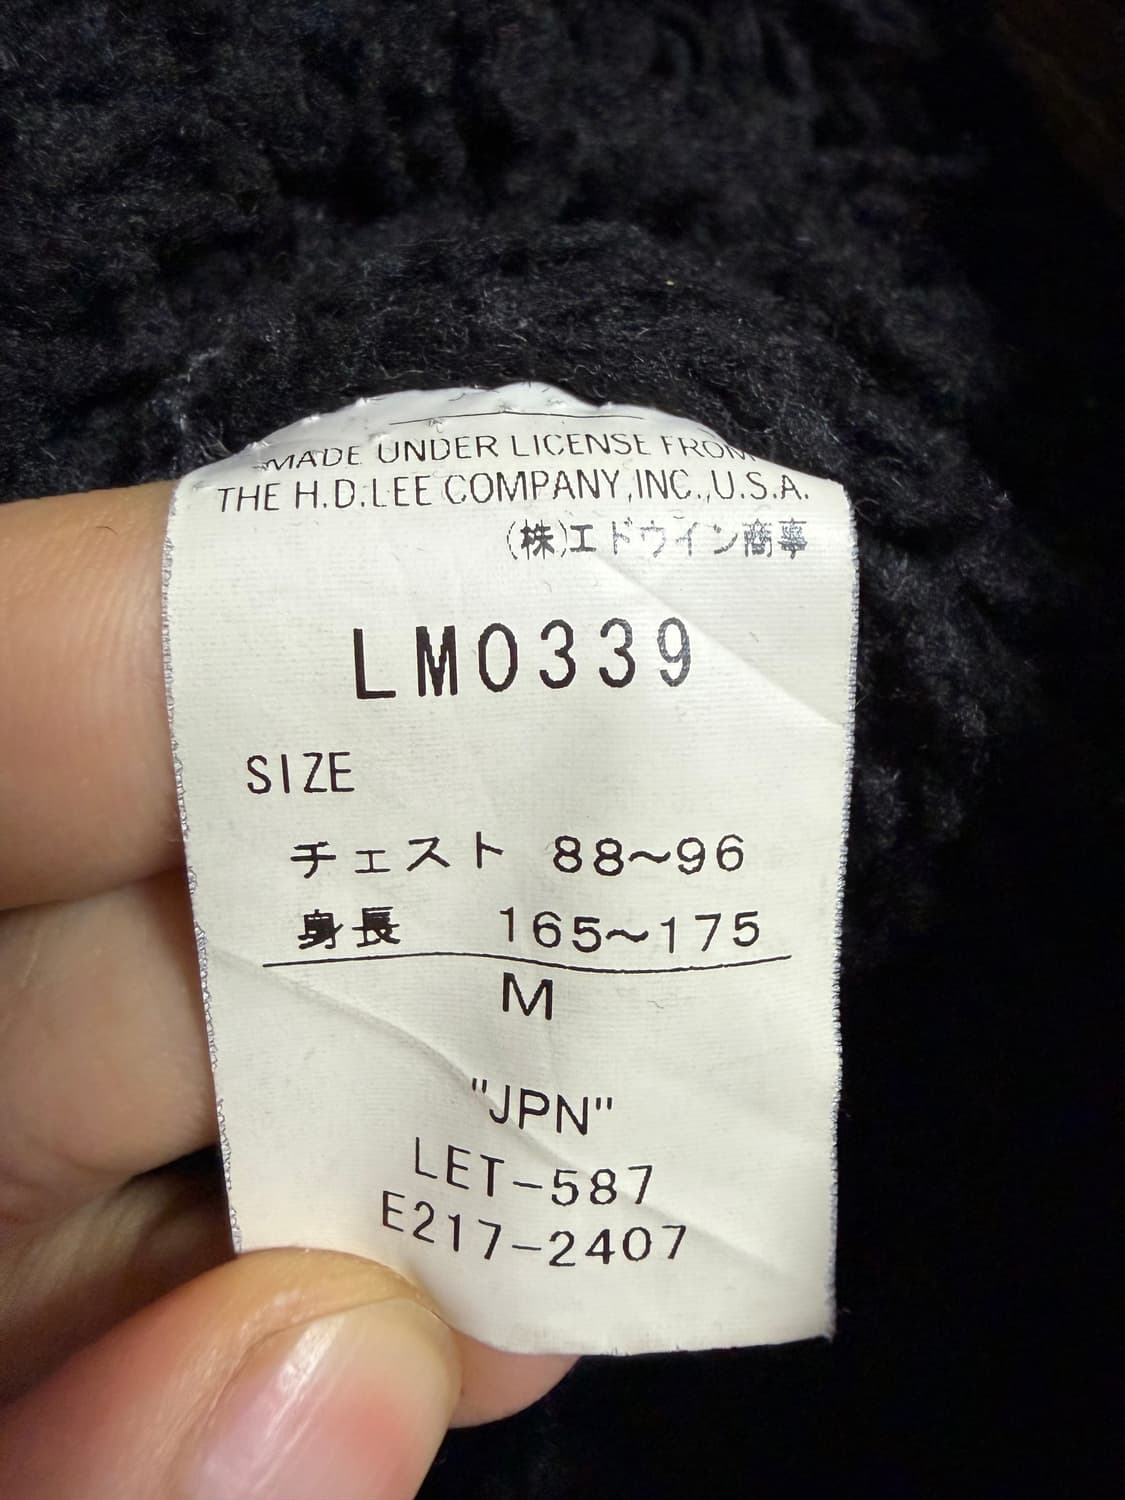 MADE UNDER LICENSE FROM
THE H.D.LEE COMPANY,INC.,U.S.A.
(株)エドウイン商事
LM0339
SIZE
チェスト 88~96
身長 165~175
M
"JPN"
LET-587
E217-2407